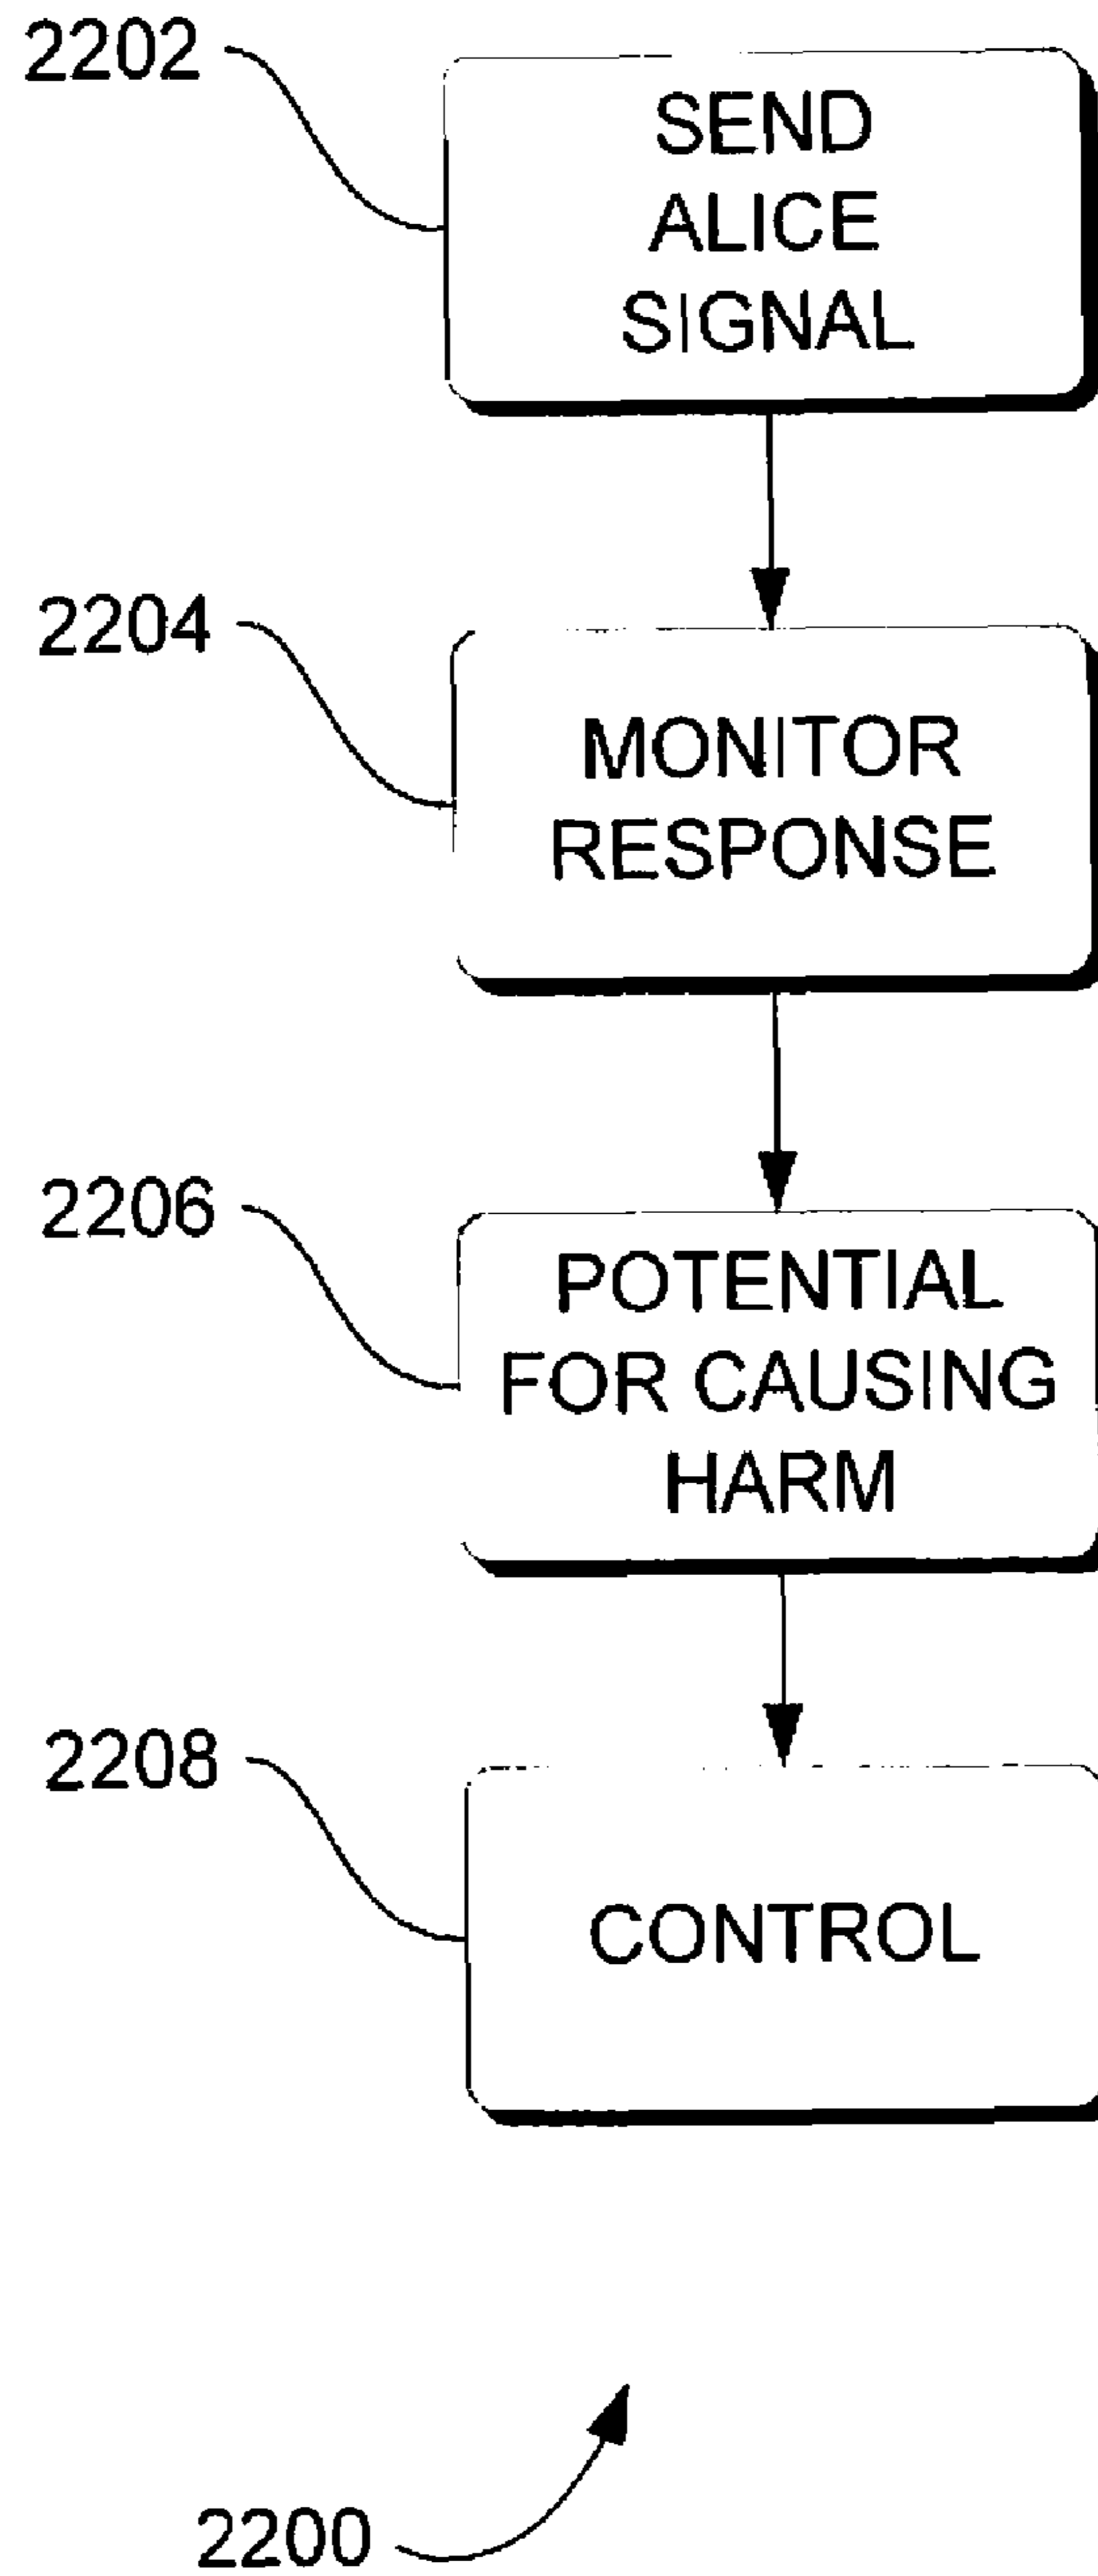 2202
SEND
ALICE
SIGNAL
2204
MONITOR
RESPONSE
2206
POTENTIAL
FOR CAUSING
HARM
2208
CONTROL
2200